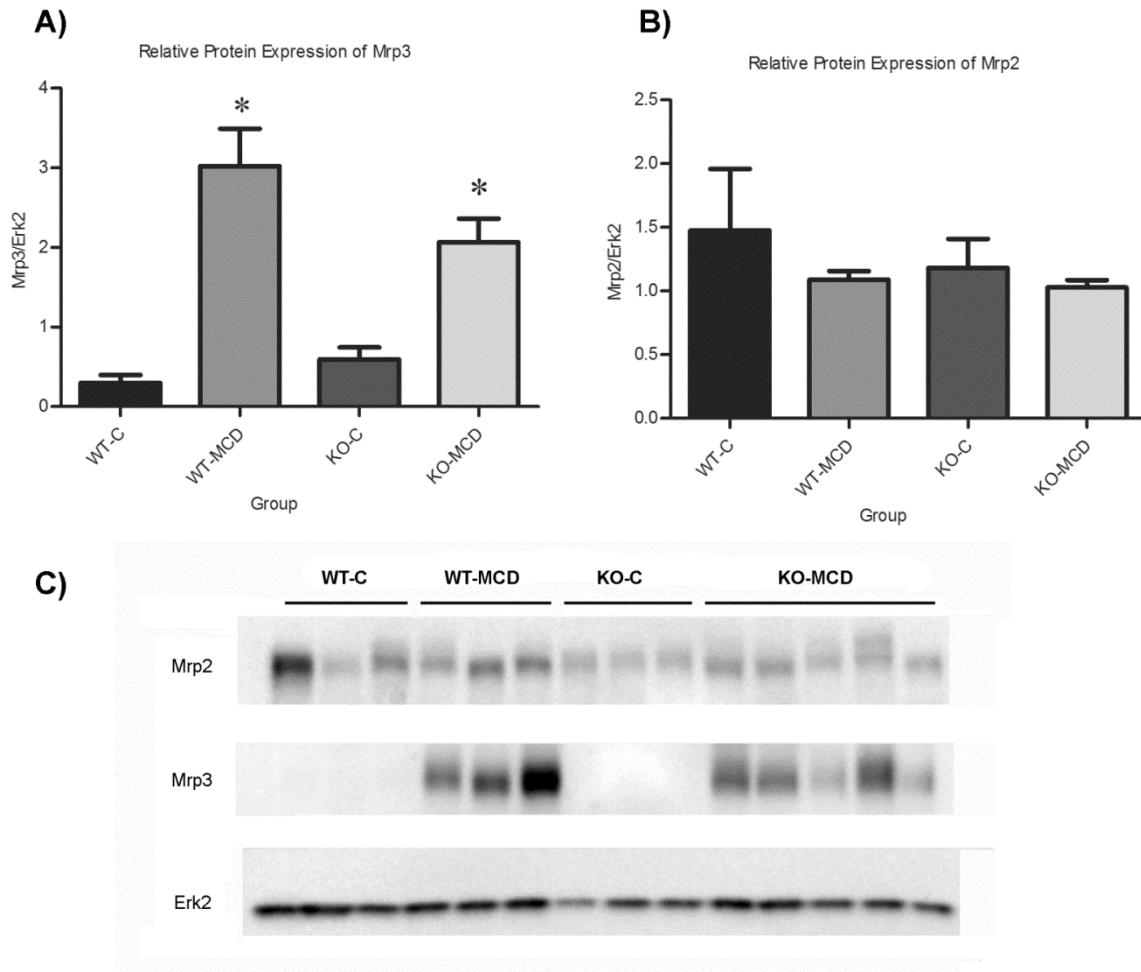 A)
Relative Protein Expression of Mrp3
Mrp3/Erk2
4
3
2
1
0
*
*
WT-C
WT-MCD
KO-C
KO-MCD
Group
B)
Relative Protein Expression of Mrp2
Mrp2/Erk2
2.5
2.0
1.5
1.0
0.5
0.0
WT-C
WT-MCD
KO-C
KO-MCD
Group
C)
WT-C WT-MCD KO-C KO-MCD
Mrp2
Mrp3
Erk2